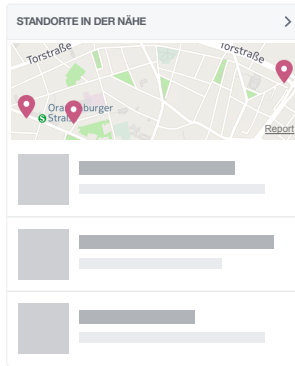 STANDORTE IN DER NÄHE
Torstraße
Torstraße
Oranienburger
Straße
Report